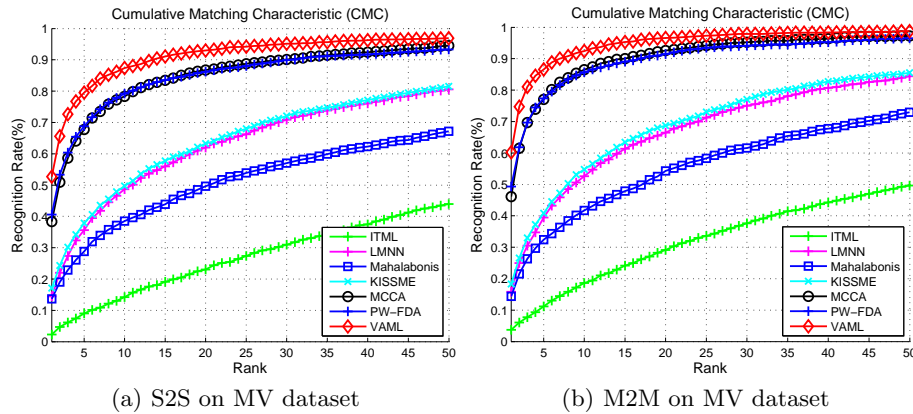 Cumulative Matching Characteristic (CMC)
1
0.9
0.8
0.7
0.6
0.5
0.4
0.3
0.2
0.1
0
Recognition Rate(%)
5
10
15
20
25
30
35
40
45
50
Rank
ITML
LMNN
Mahalabonis
KISSME
MCCA
PW-FDA
VAML
(a) S2S on MV dataset
Cumulative Matching Characteristic (CMC)
1
0.9
0.8
0.7
0.6
0.5
0.4
0.3
0.2
0.1
0
Recognition Rate(%)
5
10
15
20
25
30
35
40
45
50
Rank
ITML
LMNN
Mahalabonis
KISSME
MCCA
PW-FDA
VAML
(b) M2M on MV dataset